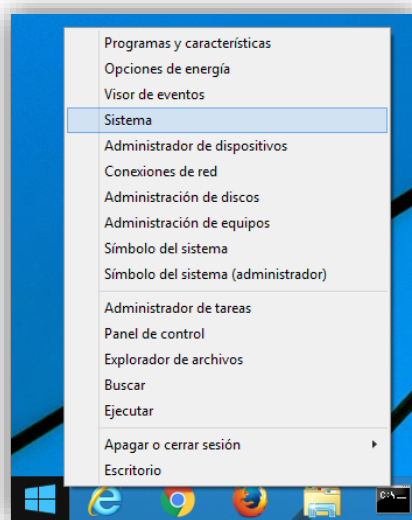 Programas y características
Opciones de energía
Visor de eventos
Sistema
Administrador de dispositivos
Conexiones de red
Administración de discos
Administración de equipos
Símbolo del sistema
Símbolo del sistema (administrador)
Administrador de tareas
Panel de control
Explorador de archivos
Buscar
Ejecutar
Apagar o cerrar sesión
Escritorio